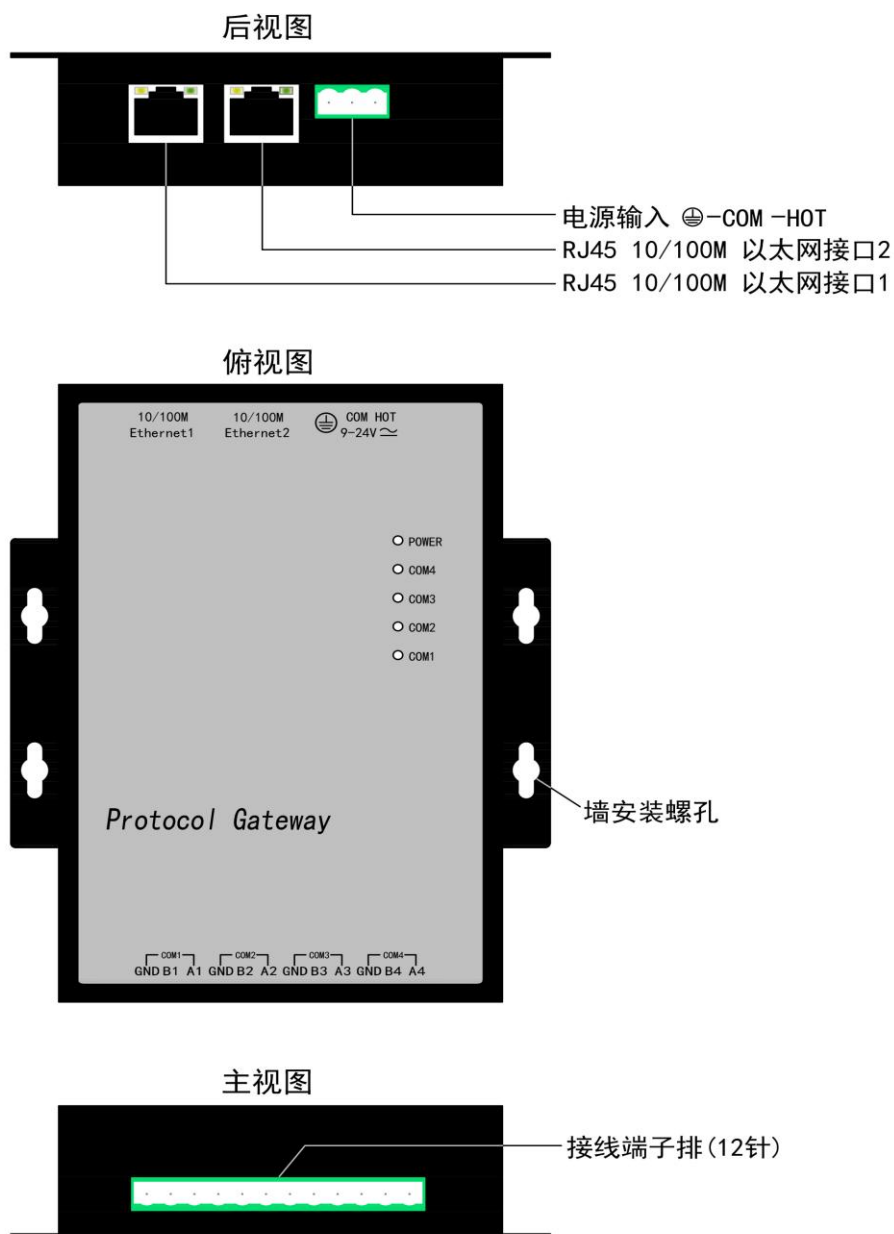 后视图
电源输入 ⏚-COM-HOT
RJ45 10/100M 以太网接口2
RJ45 10/100M 以太网接口1
俯视图
10/100M 10/100M COM HOT
Ethernet1 Ethernet2 ⏚ 9-24V ≃
POWER
COM4
COM3
COM2
COM1
墙安装螺孔
Protocol Gateway
COM1 COM2 COM3 COM4
GND B1 A1 GND B2 A2 GND B3 A3 GND B4 A4
主视图
接线端子排(12针)